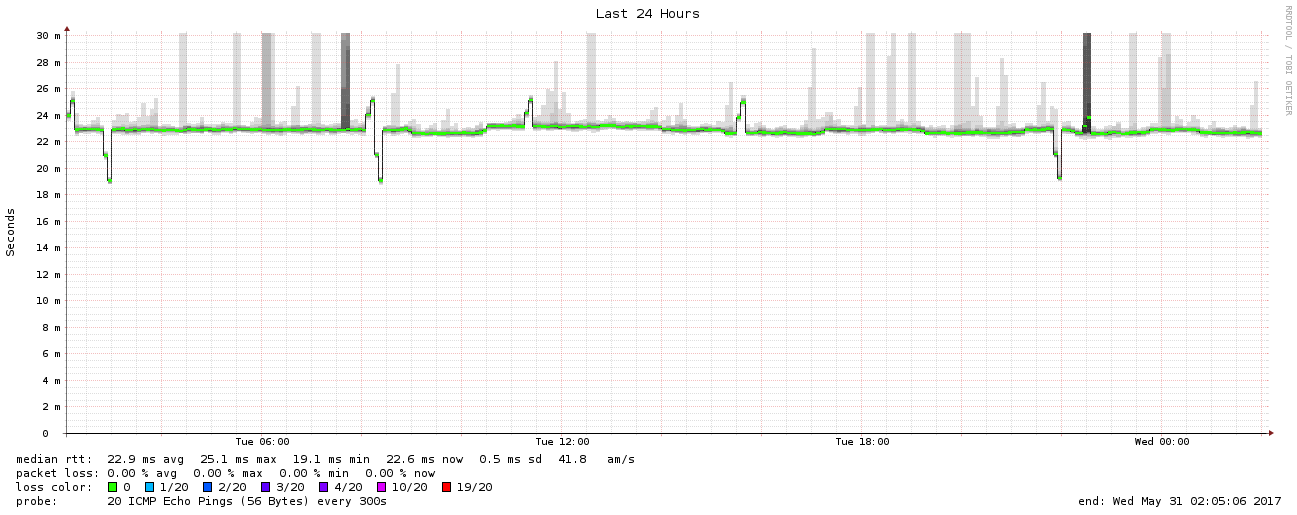 Last 24 Hours
RRDTOOL / TOBI OETIKER
Seconds
30 m
28 m
26 m
24 m
22 m
20 m
18 m
16 m
14 m
12 m
10 m
8 m
6 m
4 m
2 m
0
Tue 06:00 Tue 12:00 Tue 18:00 Wed 00:00
median rtt: 22.9 ms avg 25.1 ms max 19.1 ms min 22.6 ms now 0.5 ms sd 41.8 am/s
packet loss: 0.00 % avg 0.00 % max 0.00 % min 0.00 % now
loss color: 0 1/20 2/20 3/20 4/20 10/20 19/20
probe: 20 ICMP Echo Pings (56 Bytes) every 300s end: Wed May 31 02:05:06 2017